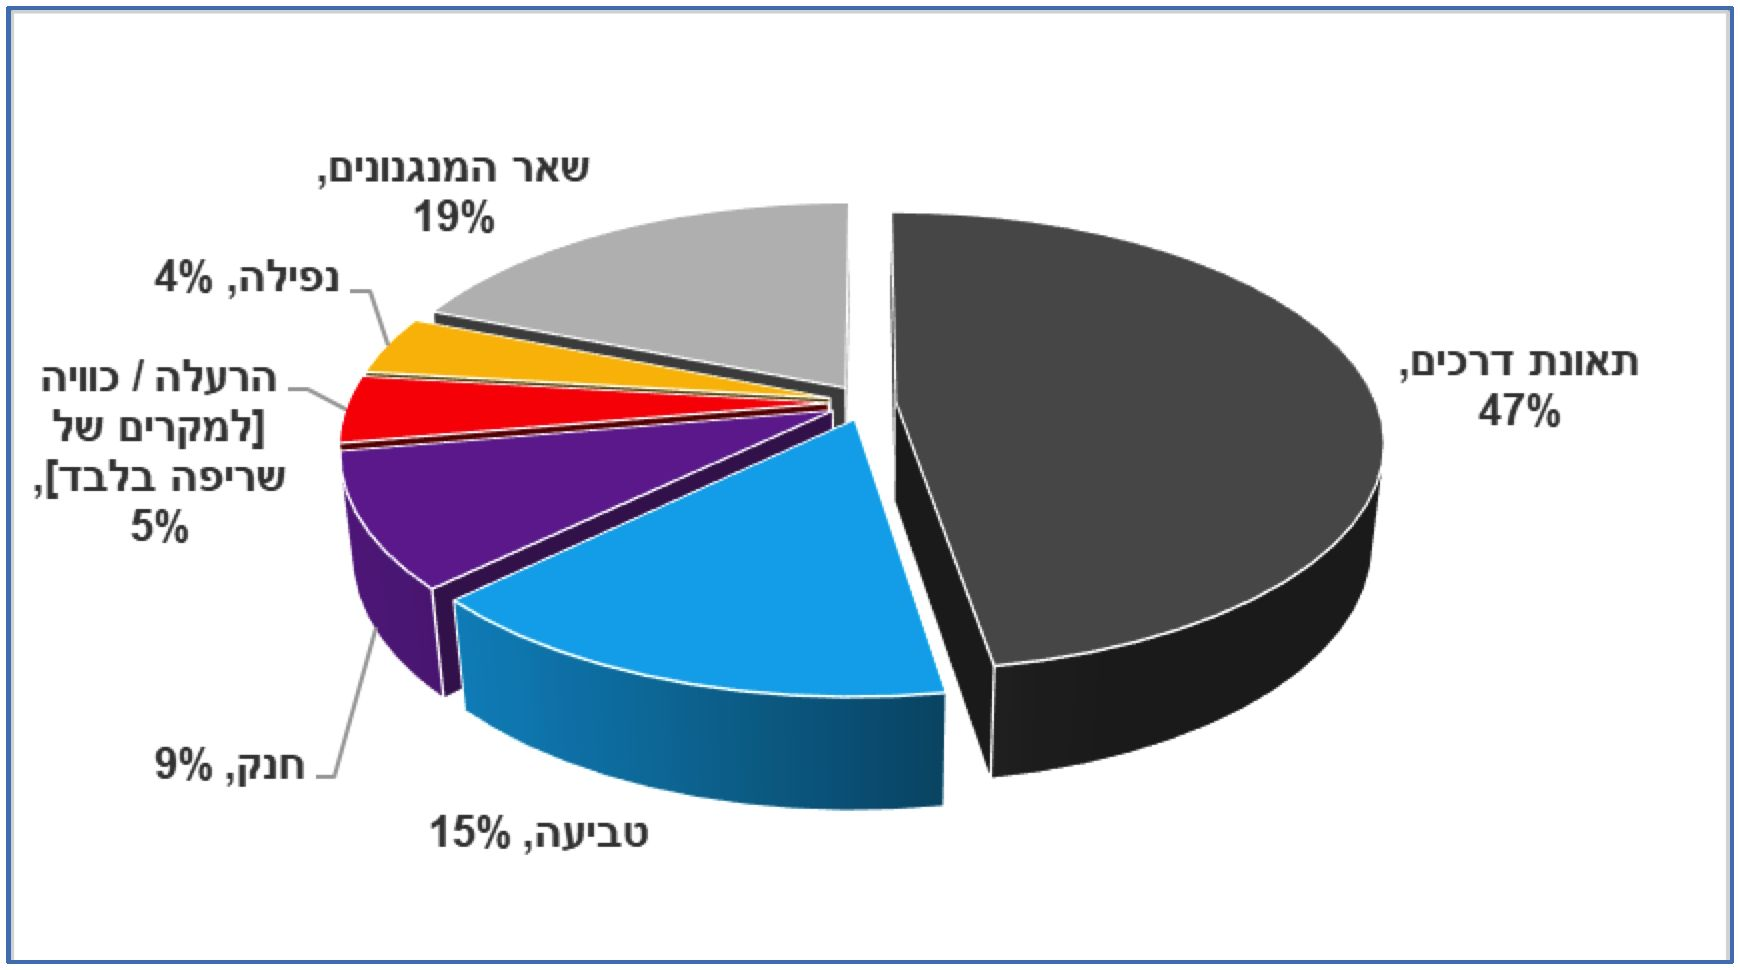 שאר המנגנונים,
19%
נפילה, 4%
הרעלה / כוויה
[למקרים של
שריפה בלבד],
5%
תאונת דרכים,
47%
חנק, 9%
טביעה, 15%